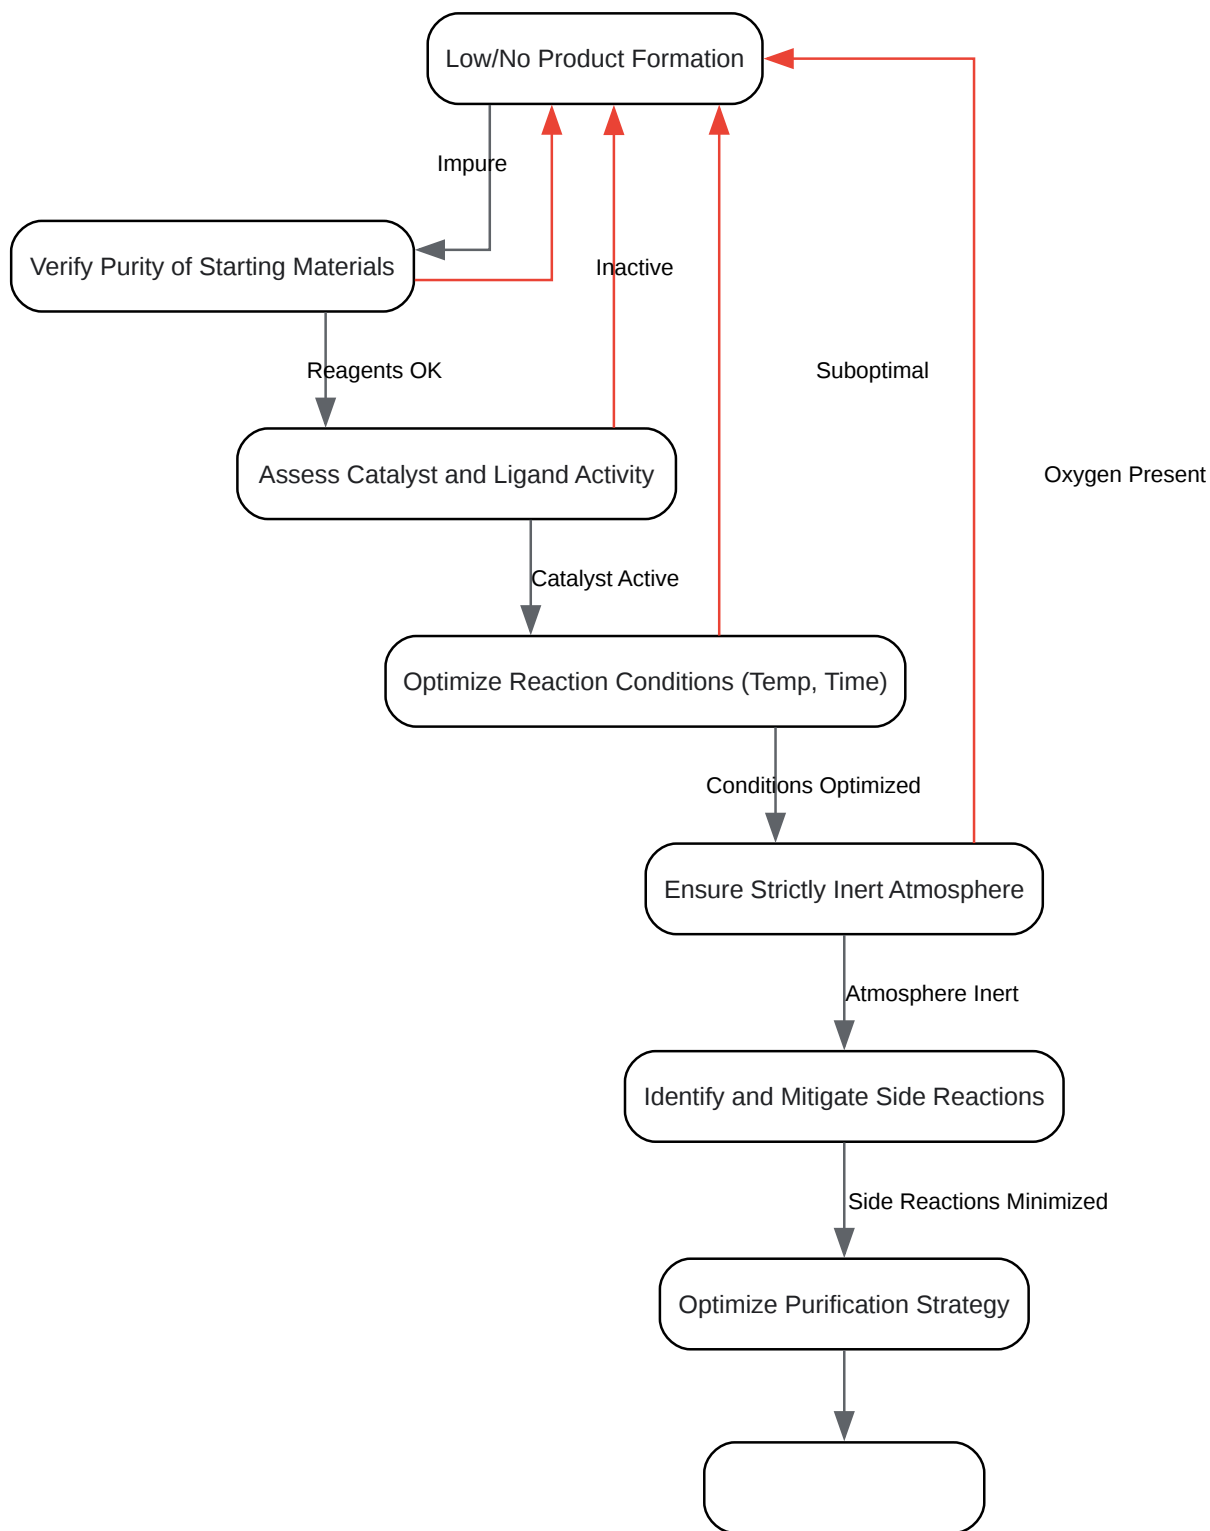 Low/No Product Formation
Impure
Verify Purity of Starting Materials
Inactive
Reagents OK
Suboptimal
Assess Catalyst and Ligand Activity
Oxygen Present
Catalyst Active
Optimize Reaction Conditions (Temp, Time)
Conditions Optimized
Ensure Strictly Inert Atmosphere
Atmosphere Inert
Identify and Mitigate Side Reactions
Side Reactions Minimized
Optimize Purification Strategy